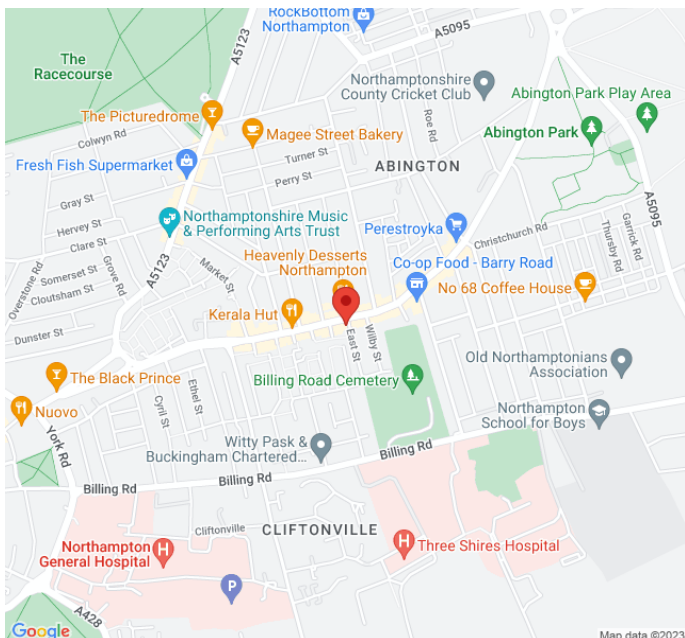 RockBottom
Northampton
A5123
A5095
The
Racecourse
Northamptonshire
County Cricket Club
Abington Park Play Area
The Picturedrome
Roe Rd
Colwyn Rd
Magee Street Bakery
Abington Park
Turner St
Fresh Fish Supermarket
ABINGTON
Perry St
A5095
Gray St
Hervey St
Northamptonshire Music
& Performing Arts Trust
Perestroyka
Christchurch Rd
Garrick Rd
Thursby Rd
Clare St
Overstone Rd
Grove Rd
A5123
Market St
Heavenly Desserts
Northampton
Co-op Food - Barry Road
Somerset St
Cloutsham St
No 68 Coffee House
Kerala Hut
Dunster St
East St
Wilby St
Old Northamptonians
Association
The Black Prince
Billing Road Cemetery
Ethel St
Cyril St
Nuovo
Northampton
School for Boys
York Rd
Witty Pask &
Buckingham Chartered...
Billing Rd
Billing Rd
Billing Rd
Cliftonville
CLIFTONVILLE
Northampton
General Hospital
H
H
Three Shires Hospital
P
A428
Google
Map data ©2023